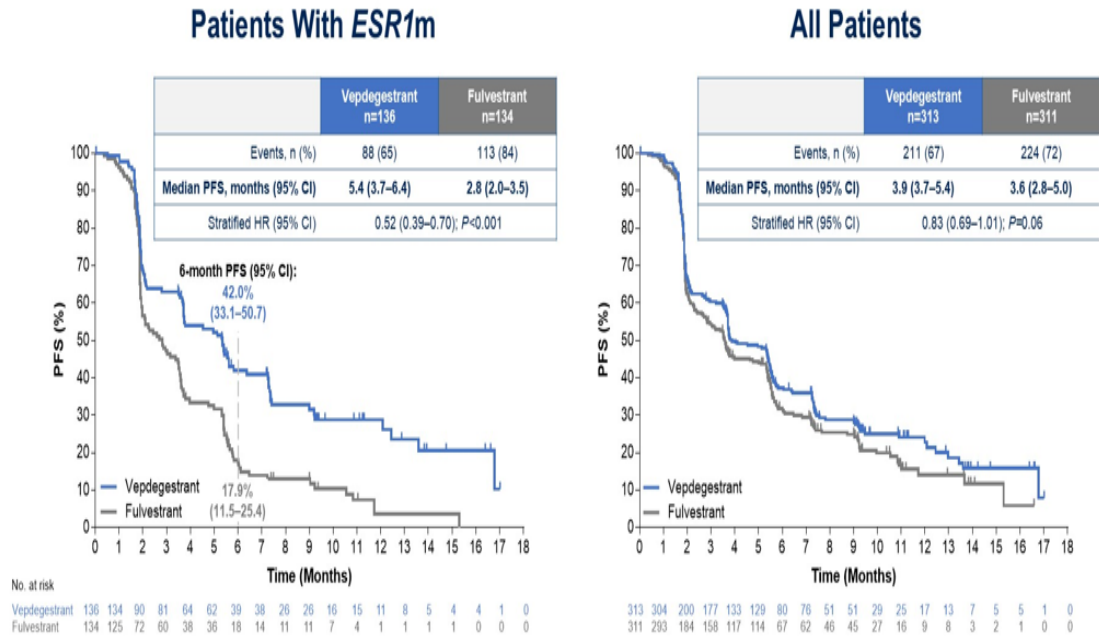 Patients With ESR1m
Vepdegestrant
n=136
Fulvestrant
n=134
Events, n (%) 88 (65) 113 (84)
Median PFS, months (95% CI) 5.4 (3.7–6.4) 2.8 (2.0–3.5)
Stratified HR (95% CI) 0.52 (0.39–0.70); P<0.001
6-month PFS (95% CI):
42.0%
(33.1–50.7)
17.9%
(11.5–25.4)
PFS (%)
100
90
80
70
60
50
40
30
20
10
0
Vepdegestrant
Fulvestrant
0 1 2 3 4 5 6 7 8 9 10 11 12 13 14 15 16 17 18
Time (Months)
No. at risk
Vepdegestrant 136 134 90 81 64 62 39 38 26 26 16 15 11 8 5 4 4 1 0
Fulvestrant 134 125 72 60 38 36 18 14 11 11 7 4 1 1 1 1 0 0 0
All Patients
Vepdegestrant
n=313
Fulvestrant
n=311
Events, n (%) 211 (67) 224 (72)
Median PFS, months (95% CI) 3.9 (3.7–5.4) 3.6 (2.8–5.0)
Stratified HR (95% CI) 0.83 (0.69–1.01); P=0.06
PFS (%)
100
90
80
70
60
50
40
30
20
10
0
Vepdegestrant
Fulvestrant
0 1 2 3 4 5 6 7 8 9 10 11 12 13 14 15 16 17 18
Time (Months)
313 304 200 177 133 129 80 76 51 51 29 25 17 13 7 5 5 1 0
311 293 184 158 117 114 67 62 46 45 27 16 9 8 3 2 1 0 0